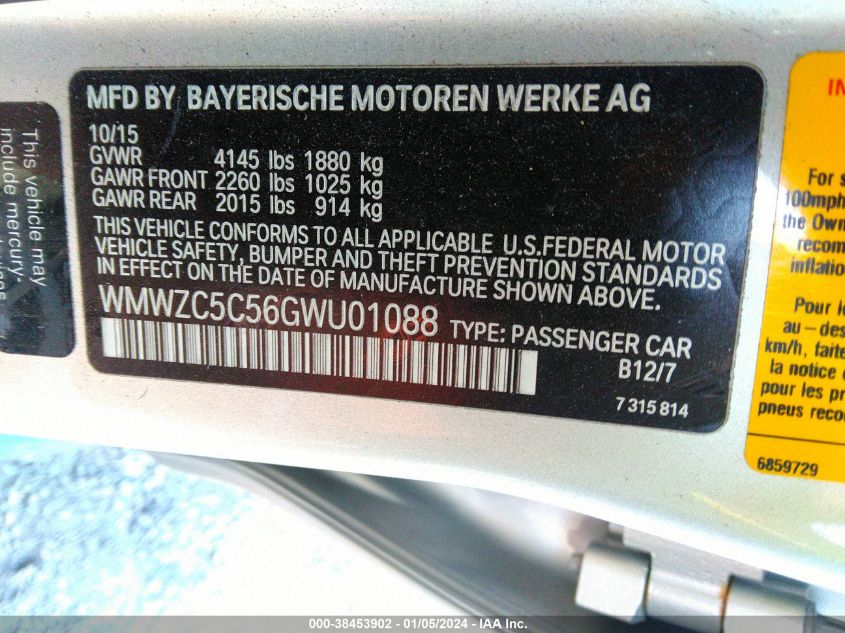 MFD BY BAYERISCHE MOTOREN WERKE AG
10/15
GVWR 4145 lbs 1880 kg
GAWR FRONT 2260 lbs 1025 kg
GAWR REAR 2015 lbs 914 kg
THIS VEHICLE CONFORMS TO ALL APPLICABLE U.S.FEDERAL MOTOR
VEHICLE SAFETY, BUMPER AND THEFT PREVENTION STANDARDS
IN EFFECT ON THE DATE OF MANUFACTURE SHOWN ABOVE.
WMWZC5C56GWU01088 TYPE: PASSENGER CAR
B12/7
7 315 814
This vehicle may
include mercury-
IN
For s
100mph
the Own
recom
inflation
Pour le
au-des
km/h, faite
la notice
pour les pr
pneus reco
6859729
000-38453902 - 01/05/2024 - IAA Inc.